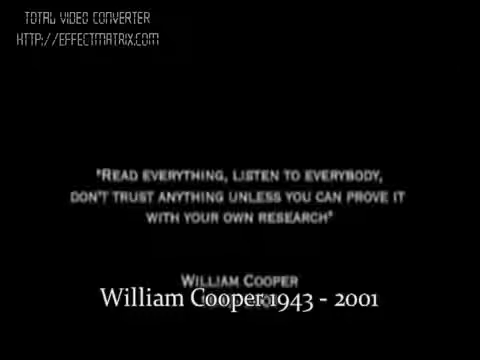 TOTAL VIDEO CONVERTER
HTTP://EFFECTMATRIX.COM
"READ EVERYTHING, LISTEN TO EVERYBODY,
DON'T TRUST ANYTHING UNLESS YOU CAN PROVE IT
WITH YOUR OWN RESEARCH"
WILLIAM COOPER
William Cooper 1943 - 2001